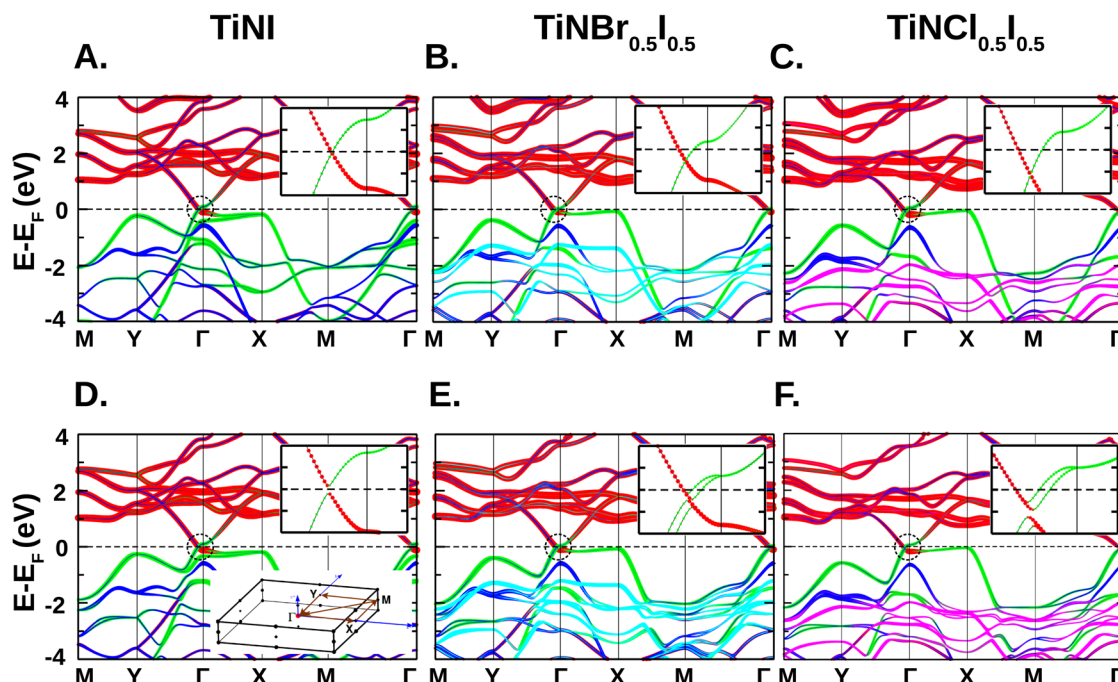 TiNI TiNBr0.5I0.5 TiNCl0.5I0.5
A. B. C.
E-EF (eV)
4
2
0
-2
-4
M Y Γ X M Γ M Y Γ X M Γ M Y Γ X M Γ
D. E. F.
E-EF (eV)
4
2
0
-2
-4
Y
M
Γ
X
M Y Γ X M Γ M Y Γ X M Γ M Y Γ X M Γ